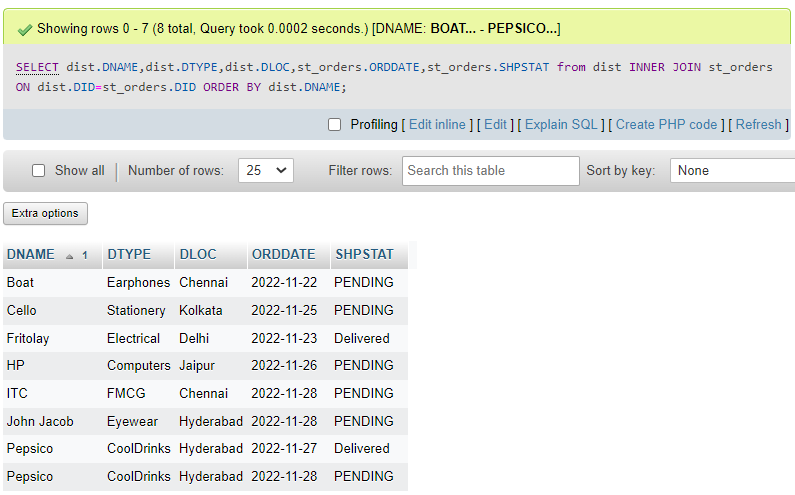 Showing rows 0 - 7 (8 total, Query took 0.0002 seconds.) [DNAME: BOAT... - PEPSICO...]
SELECT dist.DNAME,dist.DTYPE,dist.DLOC,st_orders.ORDDATE,st_orders.SHPSTAT from dist INNER JOIN st_orders
ON dist.DID=st_orders.DID ORDER BY dist.DNAME;
Profiling [ Edit inline ] [ Edit ] [ Explain SQL ] [ Create PHP code ] [ Refresh ]
Show all Number of rows: 25 Filter rows: Search this table Sort by key: None
Extra options
DNAME 1 DTYPE DLOC ORDDATE SHPSTAT
Boat Earphones Chennai 2022-11-22 PENDING
Cello Stationery Kolkata 2022-11-25 PENDING
Fritolay Electrical Delhi 2022-11-23 Delivered
HP Computers Jaipur 2022-11-26 PENDING
ITC FMCG Chennai 2022-11-28 PENDING
John Jacob Eyewear Hyderabad 2022-11-28 PENDING
Pepsico CoolDrinks Hyderabad 2022-11-27 Delivered
Pepsico CoolDrinks Hyderabad 2022-11-28 PENDING